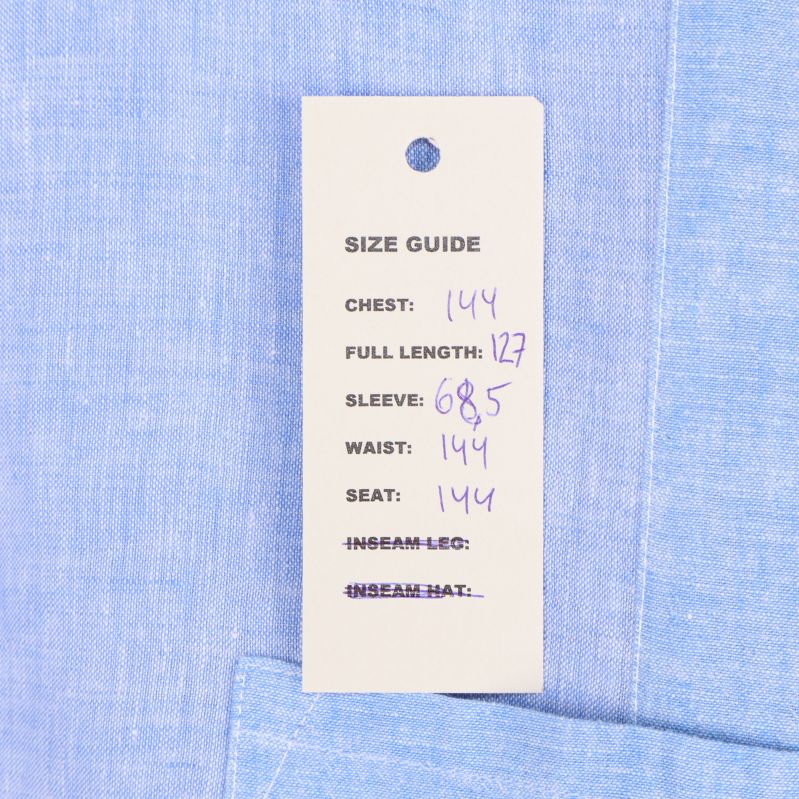 SIZE GUIDE
CHEST: 144
FULL LENGTH: 127
SLEEVE: 68,5
WAIST: 144
SEAT: 144
INSEAM LEG:
INSEAM HAT: